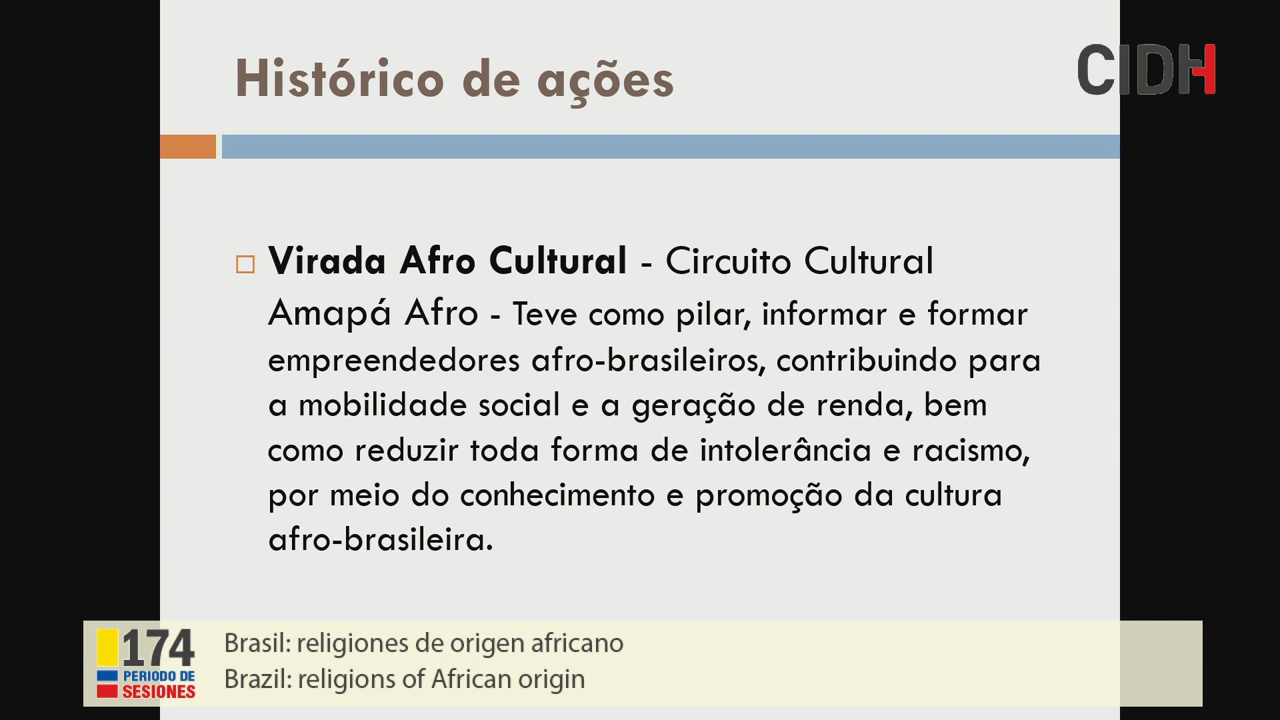 Histórico de ações
CIDH
Virada Afro Cultural - Circuito Cultural
Amapá Afro - Teve como pilar, informar e formar
empreendedores afro-brasileiros, contribuindo para
a mobilidade social e a geração de renda, bem
como reduzir toda forma de intolerância e racismo,
por meio do conhecimento e promoção da cultura
afro-brasileira.
174
PERIODO DE
SESIONES
Brasil: religiones de origen africano
Brazil: religions of African origin